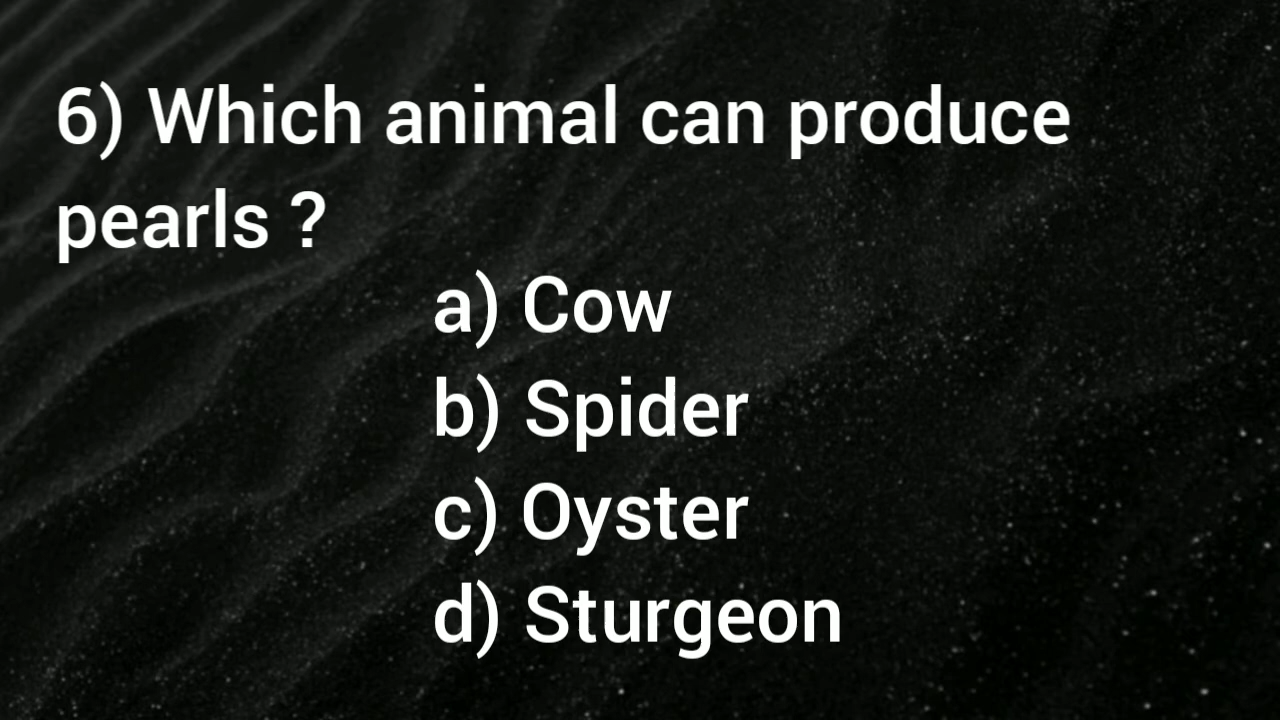 6) Which animal can produce
pearls ?
a) Cow
b) Spider
c) Oyster
d) Sturgeon